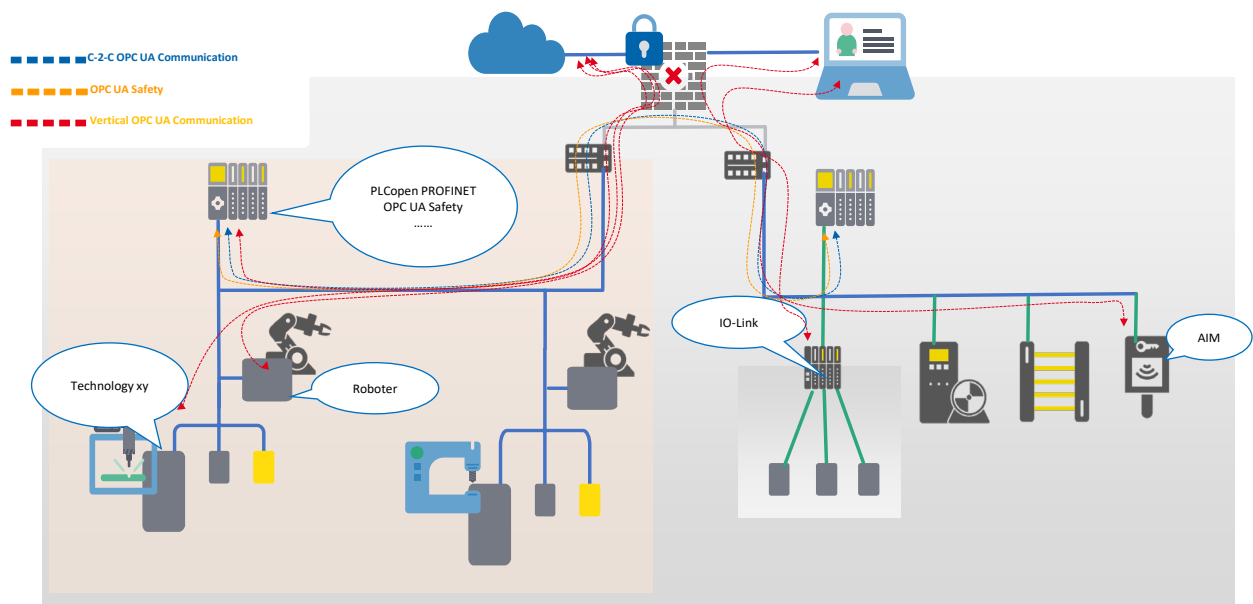 C-2-C OPC UA Communication
OPC UA Safety
Vertical OPC UA Communication
PLCopen PROFINET
OPC UA Safety
......
IO-Link
AIM
Technology xy
Roboter